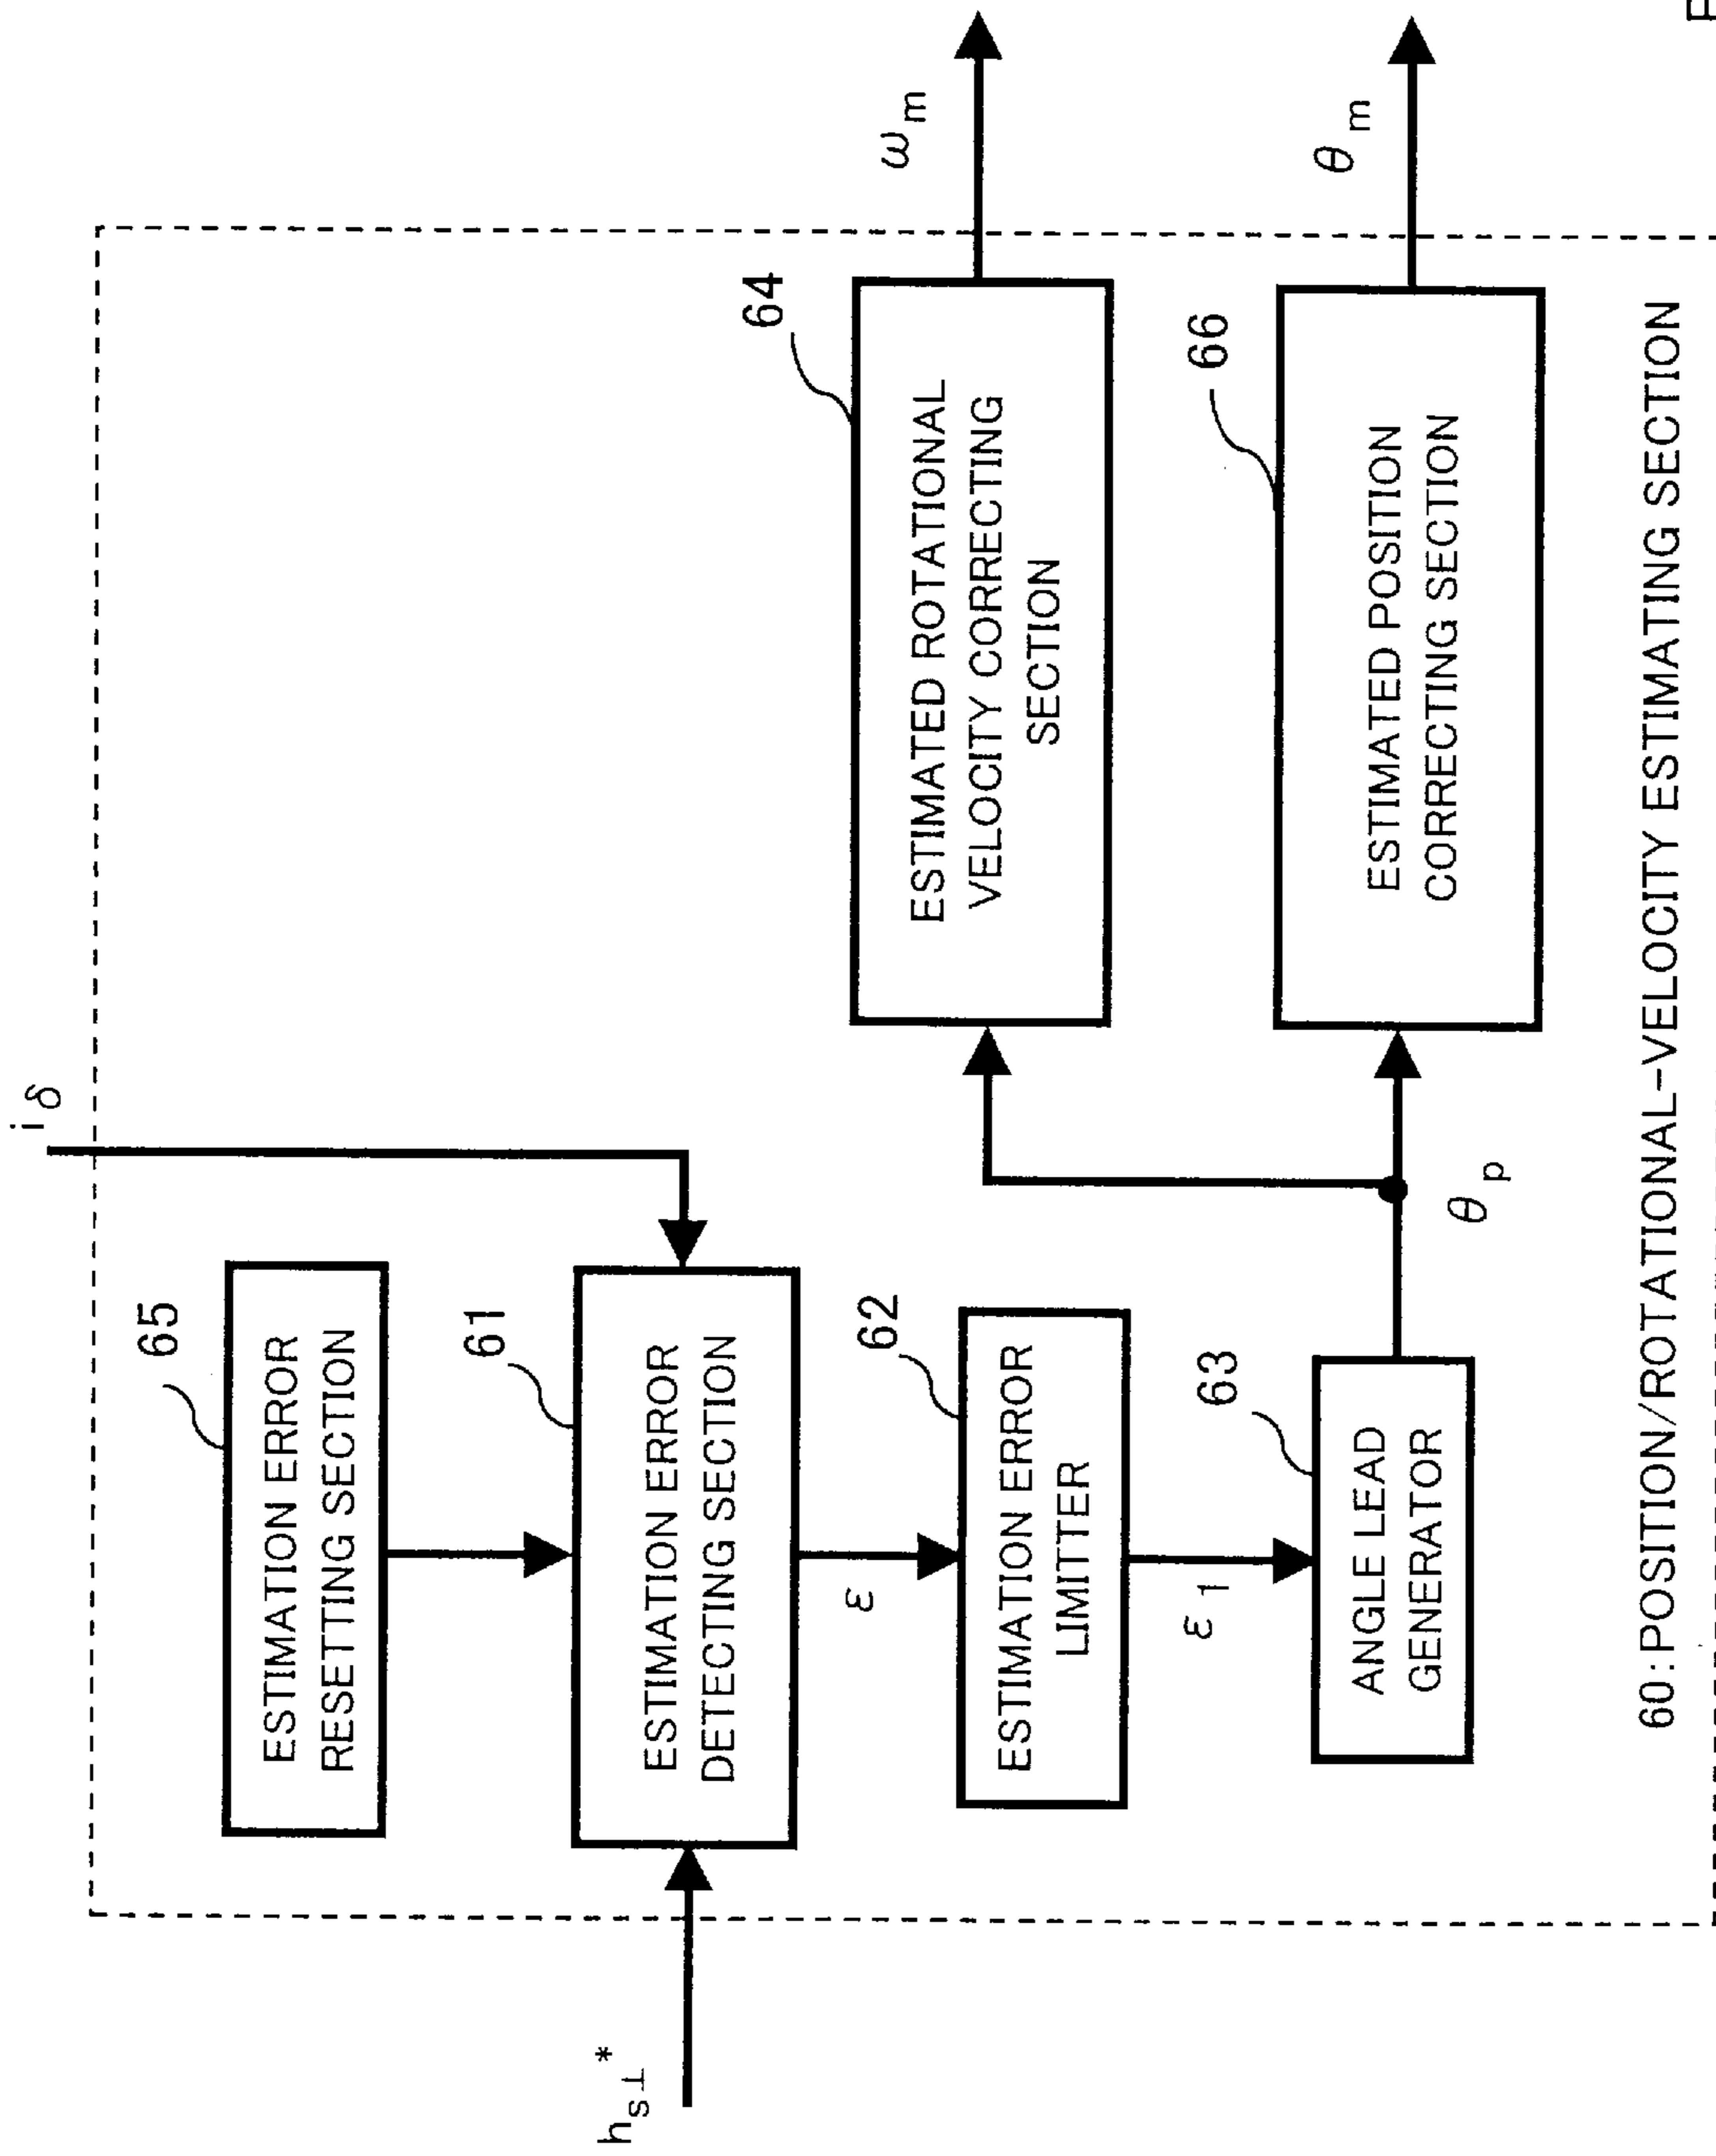 h_s⊥*
i_δ
65
ESTIMATION ERROR
RESETTING SECTION
61
ESTIMATION ERROR
DETECTING SECTION
ε
62
ESTIMATION ERROR
LIMITTER
ε_1
63
ANGLE LEAD
GENERATOR
θ_p
64
ESTIMATED ROTATIONAL
VELOCITY CORRECTING
SECTION
ω_m
66
ESTIMATED POSITION
CORRECTING SECTION
θ_m
60:POSITION/ROTATIONAL-VELOCITY ESTIMATING SECTION